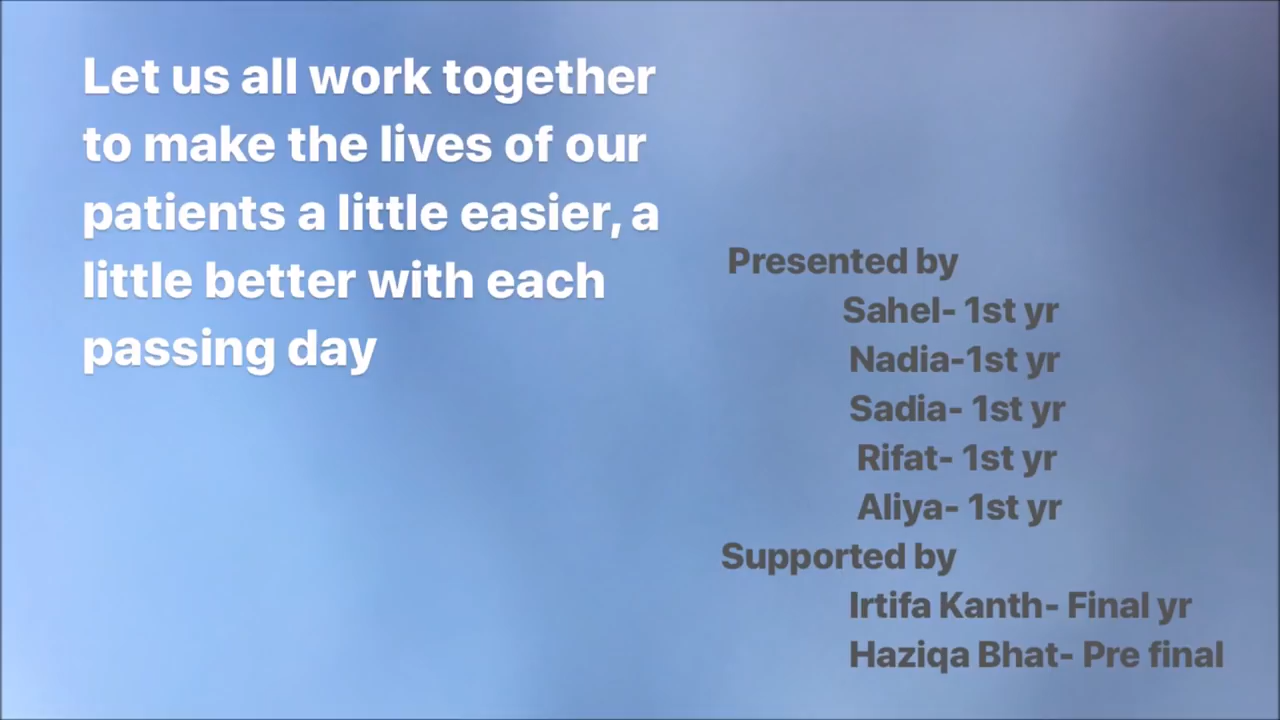 Let us all work together
to make the lives of our
patients a little easier, a
little better with each
passing day
Presented by
Sahel- 1st yr
Nadia-1st yr
Sadia- 1st yr
Rifat- 1st yr
Aliya- 1st yr
Supported by
Irtifa Kanth- Final yr
Haziqa Bhat- Pre final